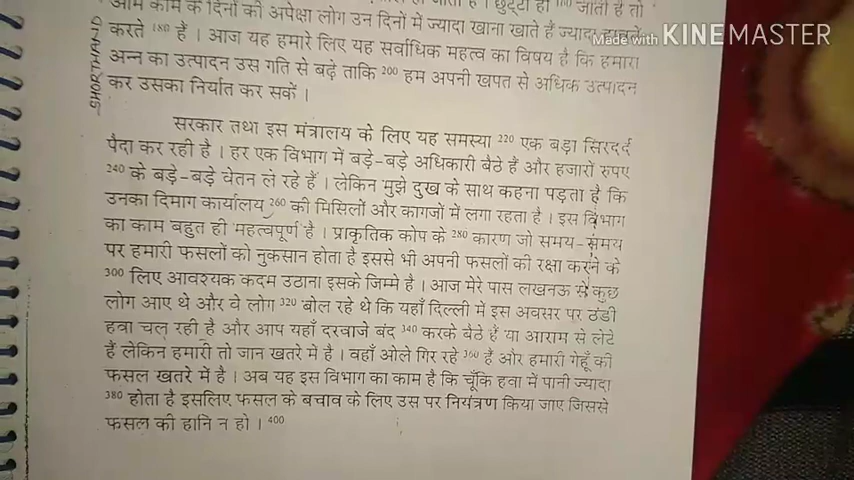 जाती है तो
आम काम के दिनों की अपेक्षा लोग उन दिनों में ज्यादा खाना खाते हैं ज्यादा
करते 180 हैं । आज यह हमारे लिए यह सर्वाधिक महत्व का विषय है कि हमारा
अन्न का उत्पादन उस गति से बढ़े ताकि 200 हम अपनी खपत से अधिक उत्पादन
कर उसका निर्यात कर सकें ।
सरकार तथा इस मंत्रालय के लिए यह समस्या 220 एक बड़ा सिरदर्द
पैदा कर रही है । हर एक विभाग में बड़े-बड़े अधिकारी बैठे हैं और हजारों रुपए
240 के बड़े-बड़े वेतन ले रहे हैं । लेकिन मुझे दुख के साथ कहना पड़ता है कि
उनका दिमाग कार्यालय 260 की मिसिलों और कागजों में लगा रहता है । इस विभाग
का काम बहुत ही महत्वपूर्ण है । प्राकृतिक कोप के 280 कारण जो समय-समय
पर हमारी फसलों को नुकसान होता है इससे भी अपनी फसलों की रक्षा करने के
300 लिए आवश्यक कदम उठाना इसके जिम्मे है । आज मेरे पास लखनऊ से कुछ
लोग आए थे और वे लोग 320 बोल रहे थे कि यहाँ दिल्ली में इस अवसर पर ठंडी
हवा चल रही है और आप यहाँ दरवाजे बंद 340 करके बैठे हैं या आराम से लेटे
हैं लेकिन हमारी तो जान खतरे में है । वहाँ ओले गिर रहे 360 हैं और हमारी गेहूँ की
फसल खतरे में है । अब यह इस विभाग का काम है कि चूँकि हवा में पानी ज्यादा
380 होता है इसलिए फसल के बचाव के लिए उस पर नियंत्रण किया जाए जिससे
फसल की हानि न हो । 400
SHORTHAND
Made with KINEMASTER